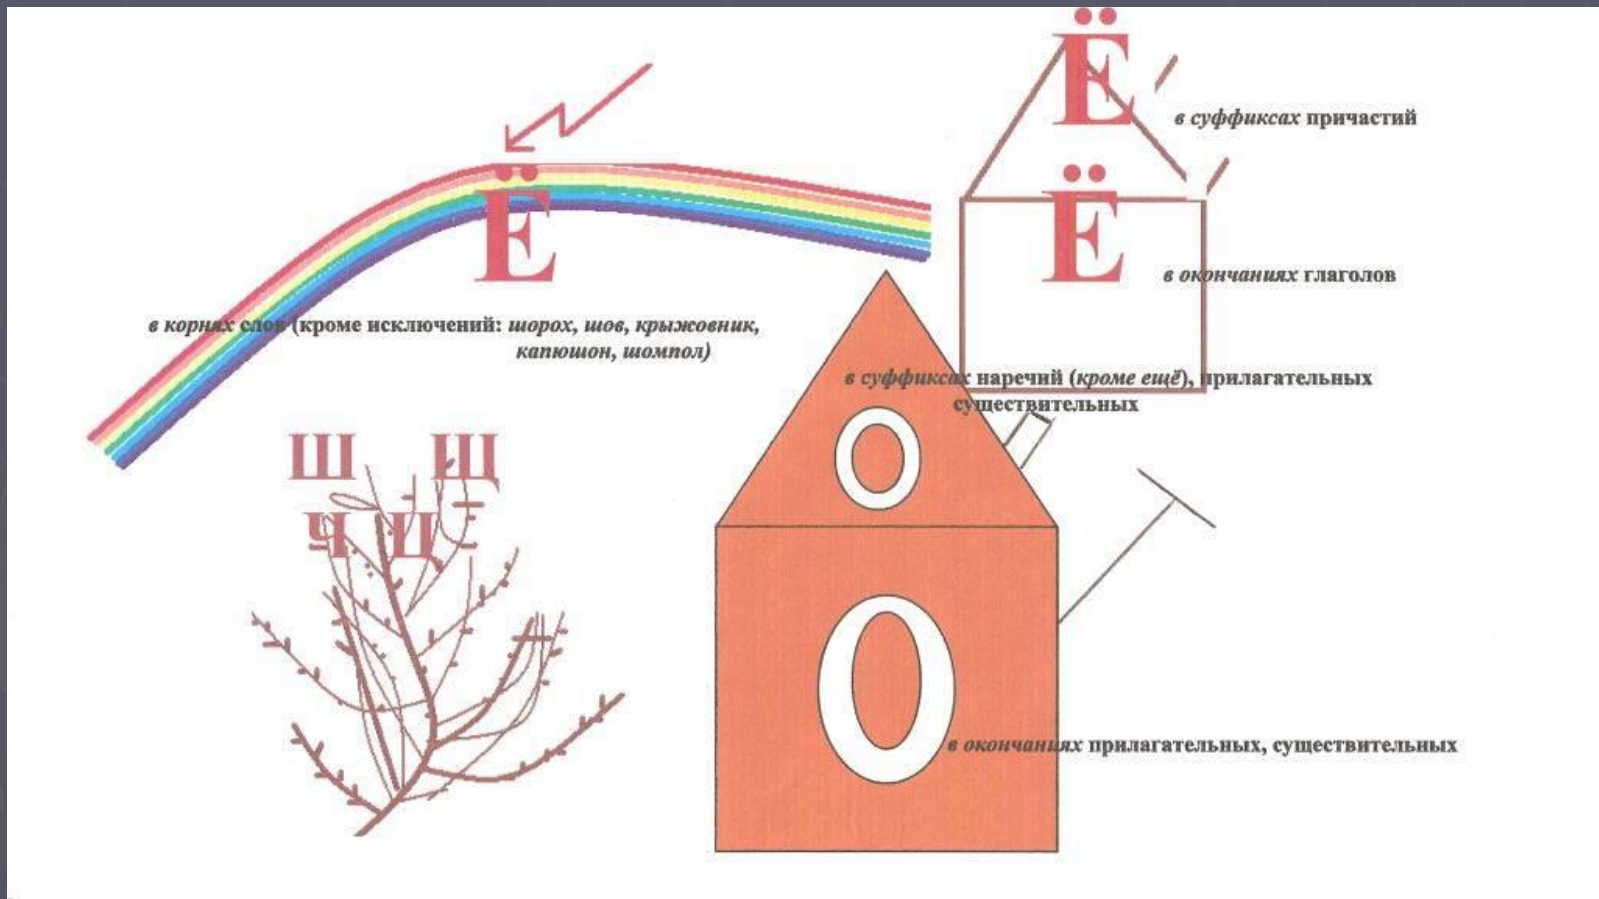 Ё
в суффиксах причастий
Ё
Ё
в окончаниях глаголов
в корнях слов (кроме исключений: шорох, шов, крыжовник,
капюшон, шомпол)
в суффиксах наречий (кроме ещё), прилагательных
существительных
О
Ш Щ
Ч Ц
О
в окончаниях прилагательных, существительных